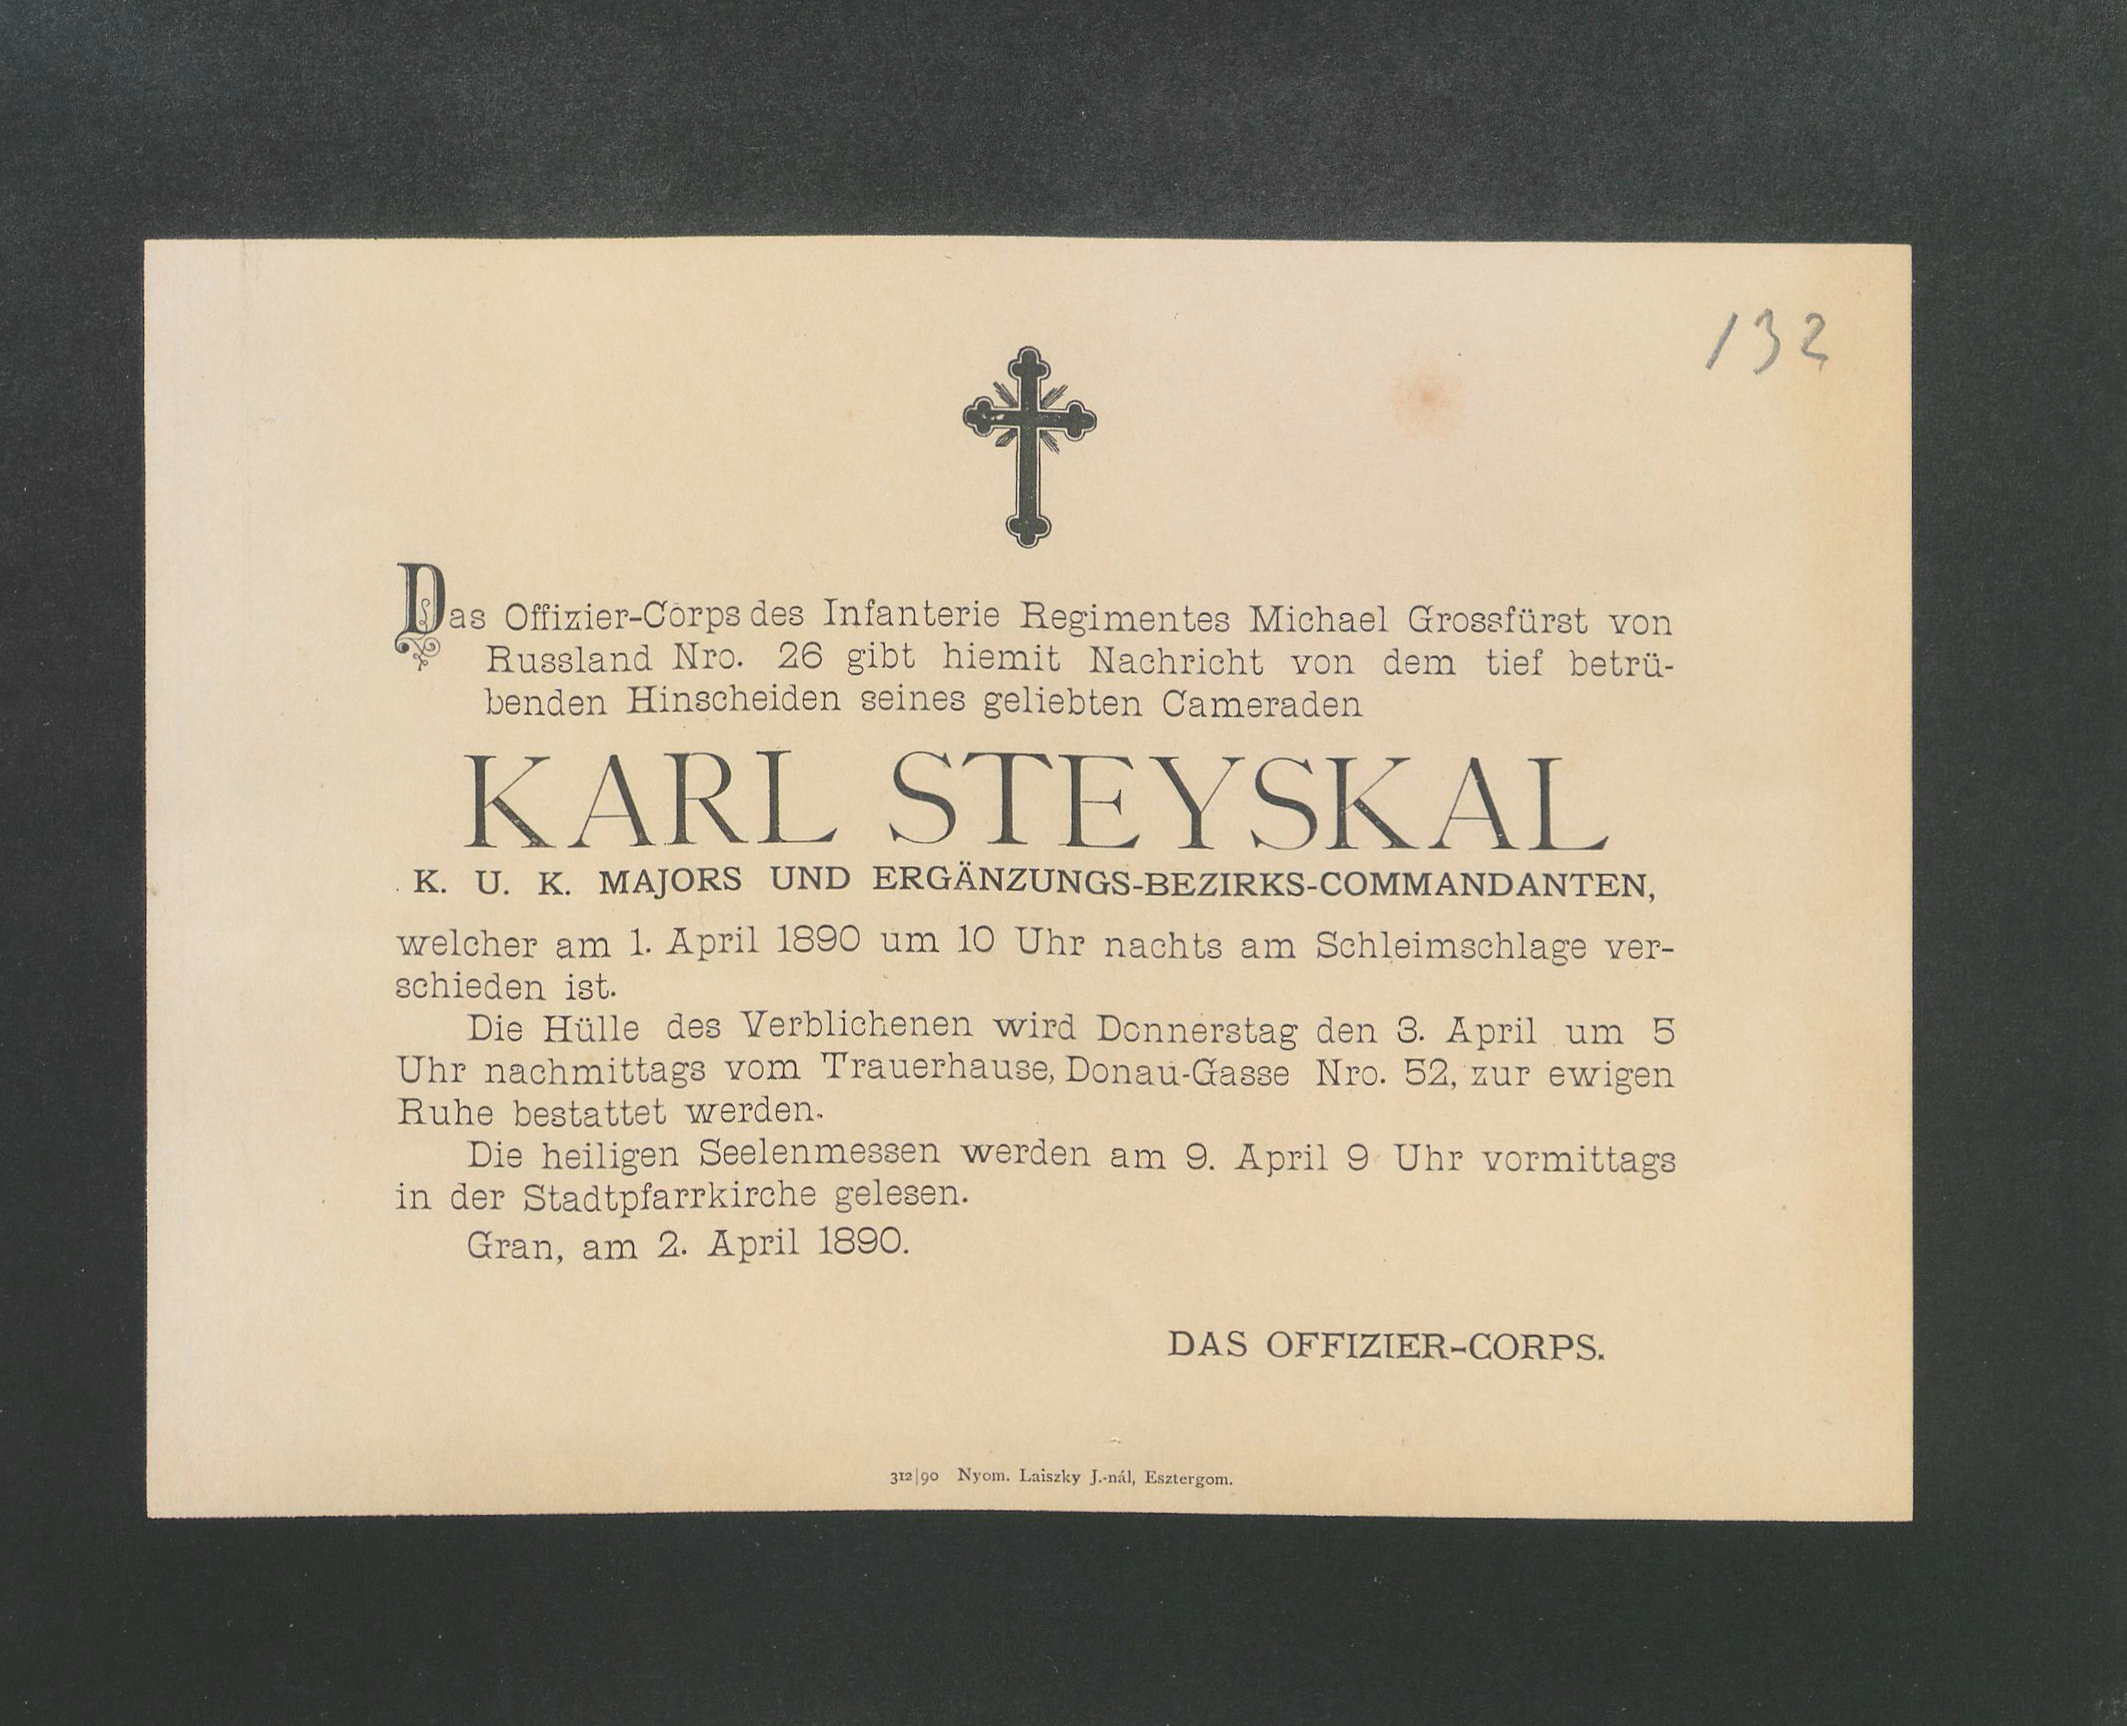 132
Das Offizier-Corps des Infanterie Regimentes Michael Grossfürst von
Russland Nro. 26 gibt hiemit Nachricht von dem tief betrü-
benden Hinscheiden seines geliebten Cameraden
KARL STEYSKAL
K. U. K. MAJORS UND ERGÄNZUNGS-BEZIRKS-COMMANDANTEN,
welcher am 1. April 1890 um 10 Uhr nachts am Schleimschlage ver-
schieden ist.
Die Hülle des Verblichenen wird Donnerstag den 3. April um 5
Uhr nachmittags vom Trauerhause, Donau-Gasse Nro. 52, zur ewigen
Ruhe bestattet werden.
Die heiligen Seelenmessen werden am 9. April 9 Uhr vormittags
in der Stadtpfarrkirche gelesen.
Gran, am 2. April 1890.
DAS OFFIZIER-CORPS.
312|90 Nyom. Laiszky J.-nál, Esztergom.